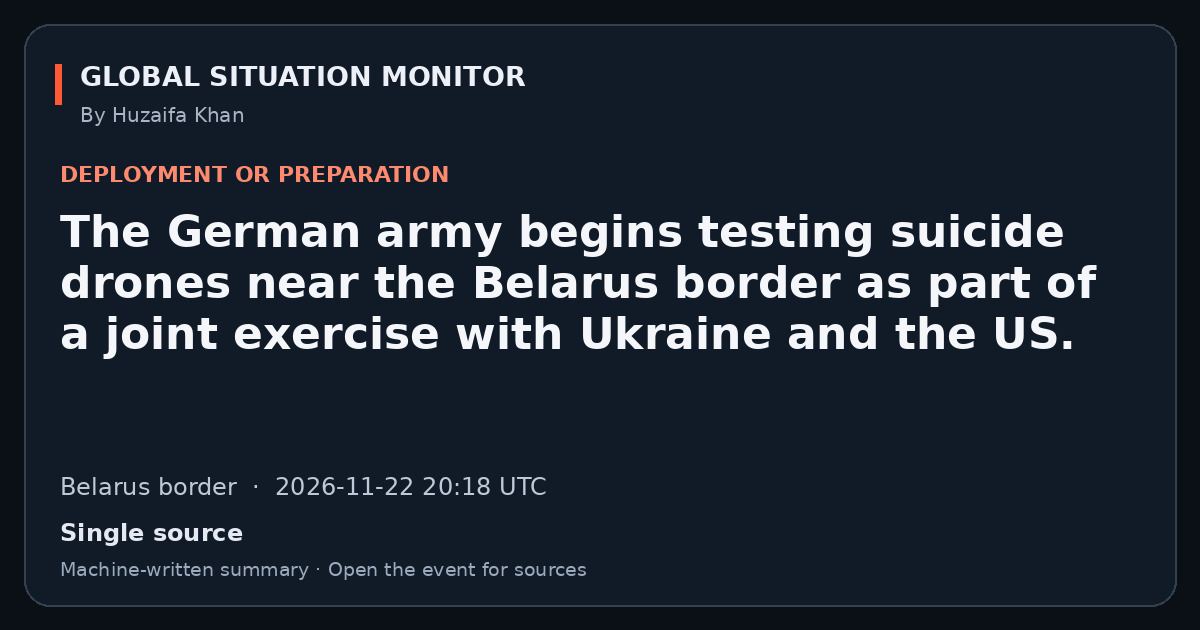 GLOBAL SITUATION MONITOR
By Huzaifa Khan
DEPLOYMENT OR PREPARATION
The German army begins testing suicide
drones near the Belarus border as part of
a joint exercise with Ukraine and the US.
Belarus border · 2026-11-22 20:18 UTC
Single source
Machine-written summary · Open the event for sources